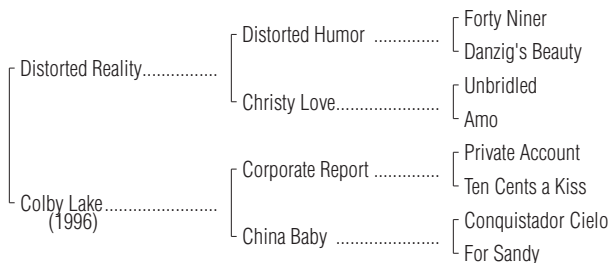 Forty Niner
Distorted Humor ..............
Danzig's Beauty
Distorted Reality................
Unbridled
Christy Love......................
Amo
Private Account
Corporate Report ..............
Ten Cents a Kiss
Colby Lake........................
(1996)
Conquistador Cielo
China Baby ......................
For Sandy